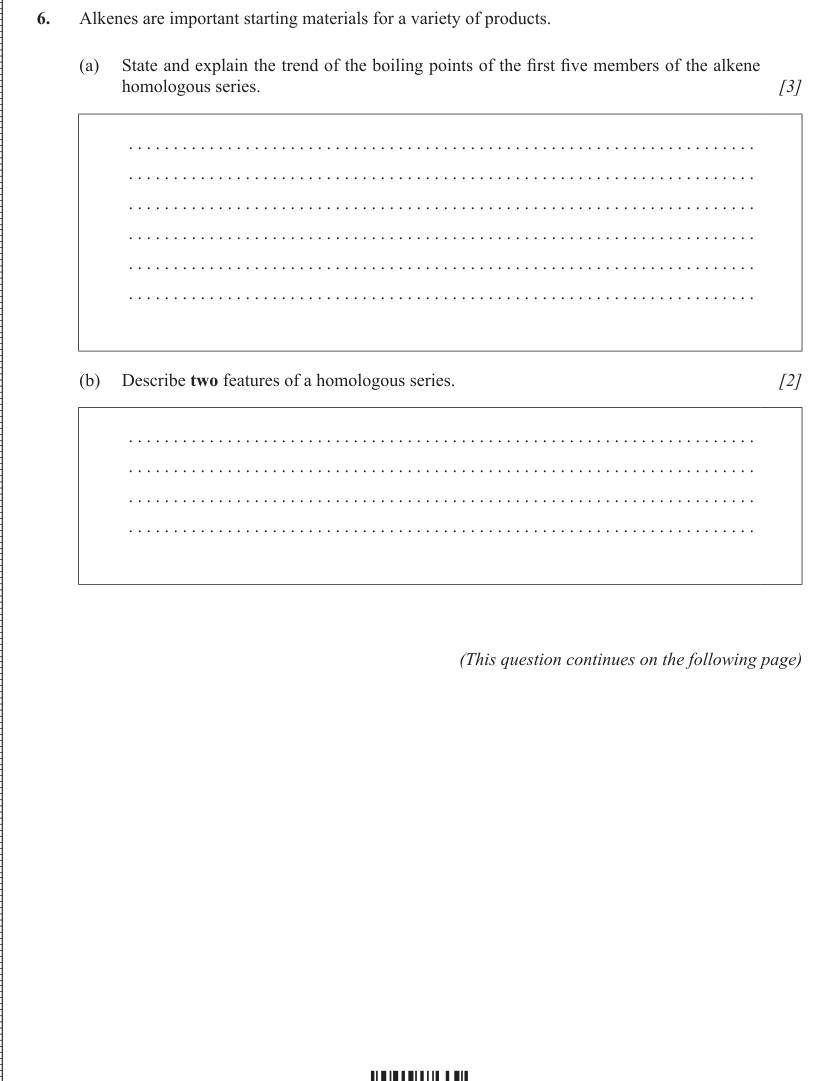 6. Alkenes are important starting materials for a variety of products.
(a) State and explain the trend of the boiling points of the first five members of the alkene
homologous series. [3]
(b) Describe two features of a homologous series. [2]
(This question continues on the following page)